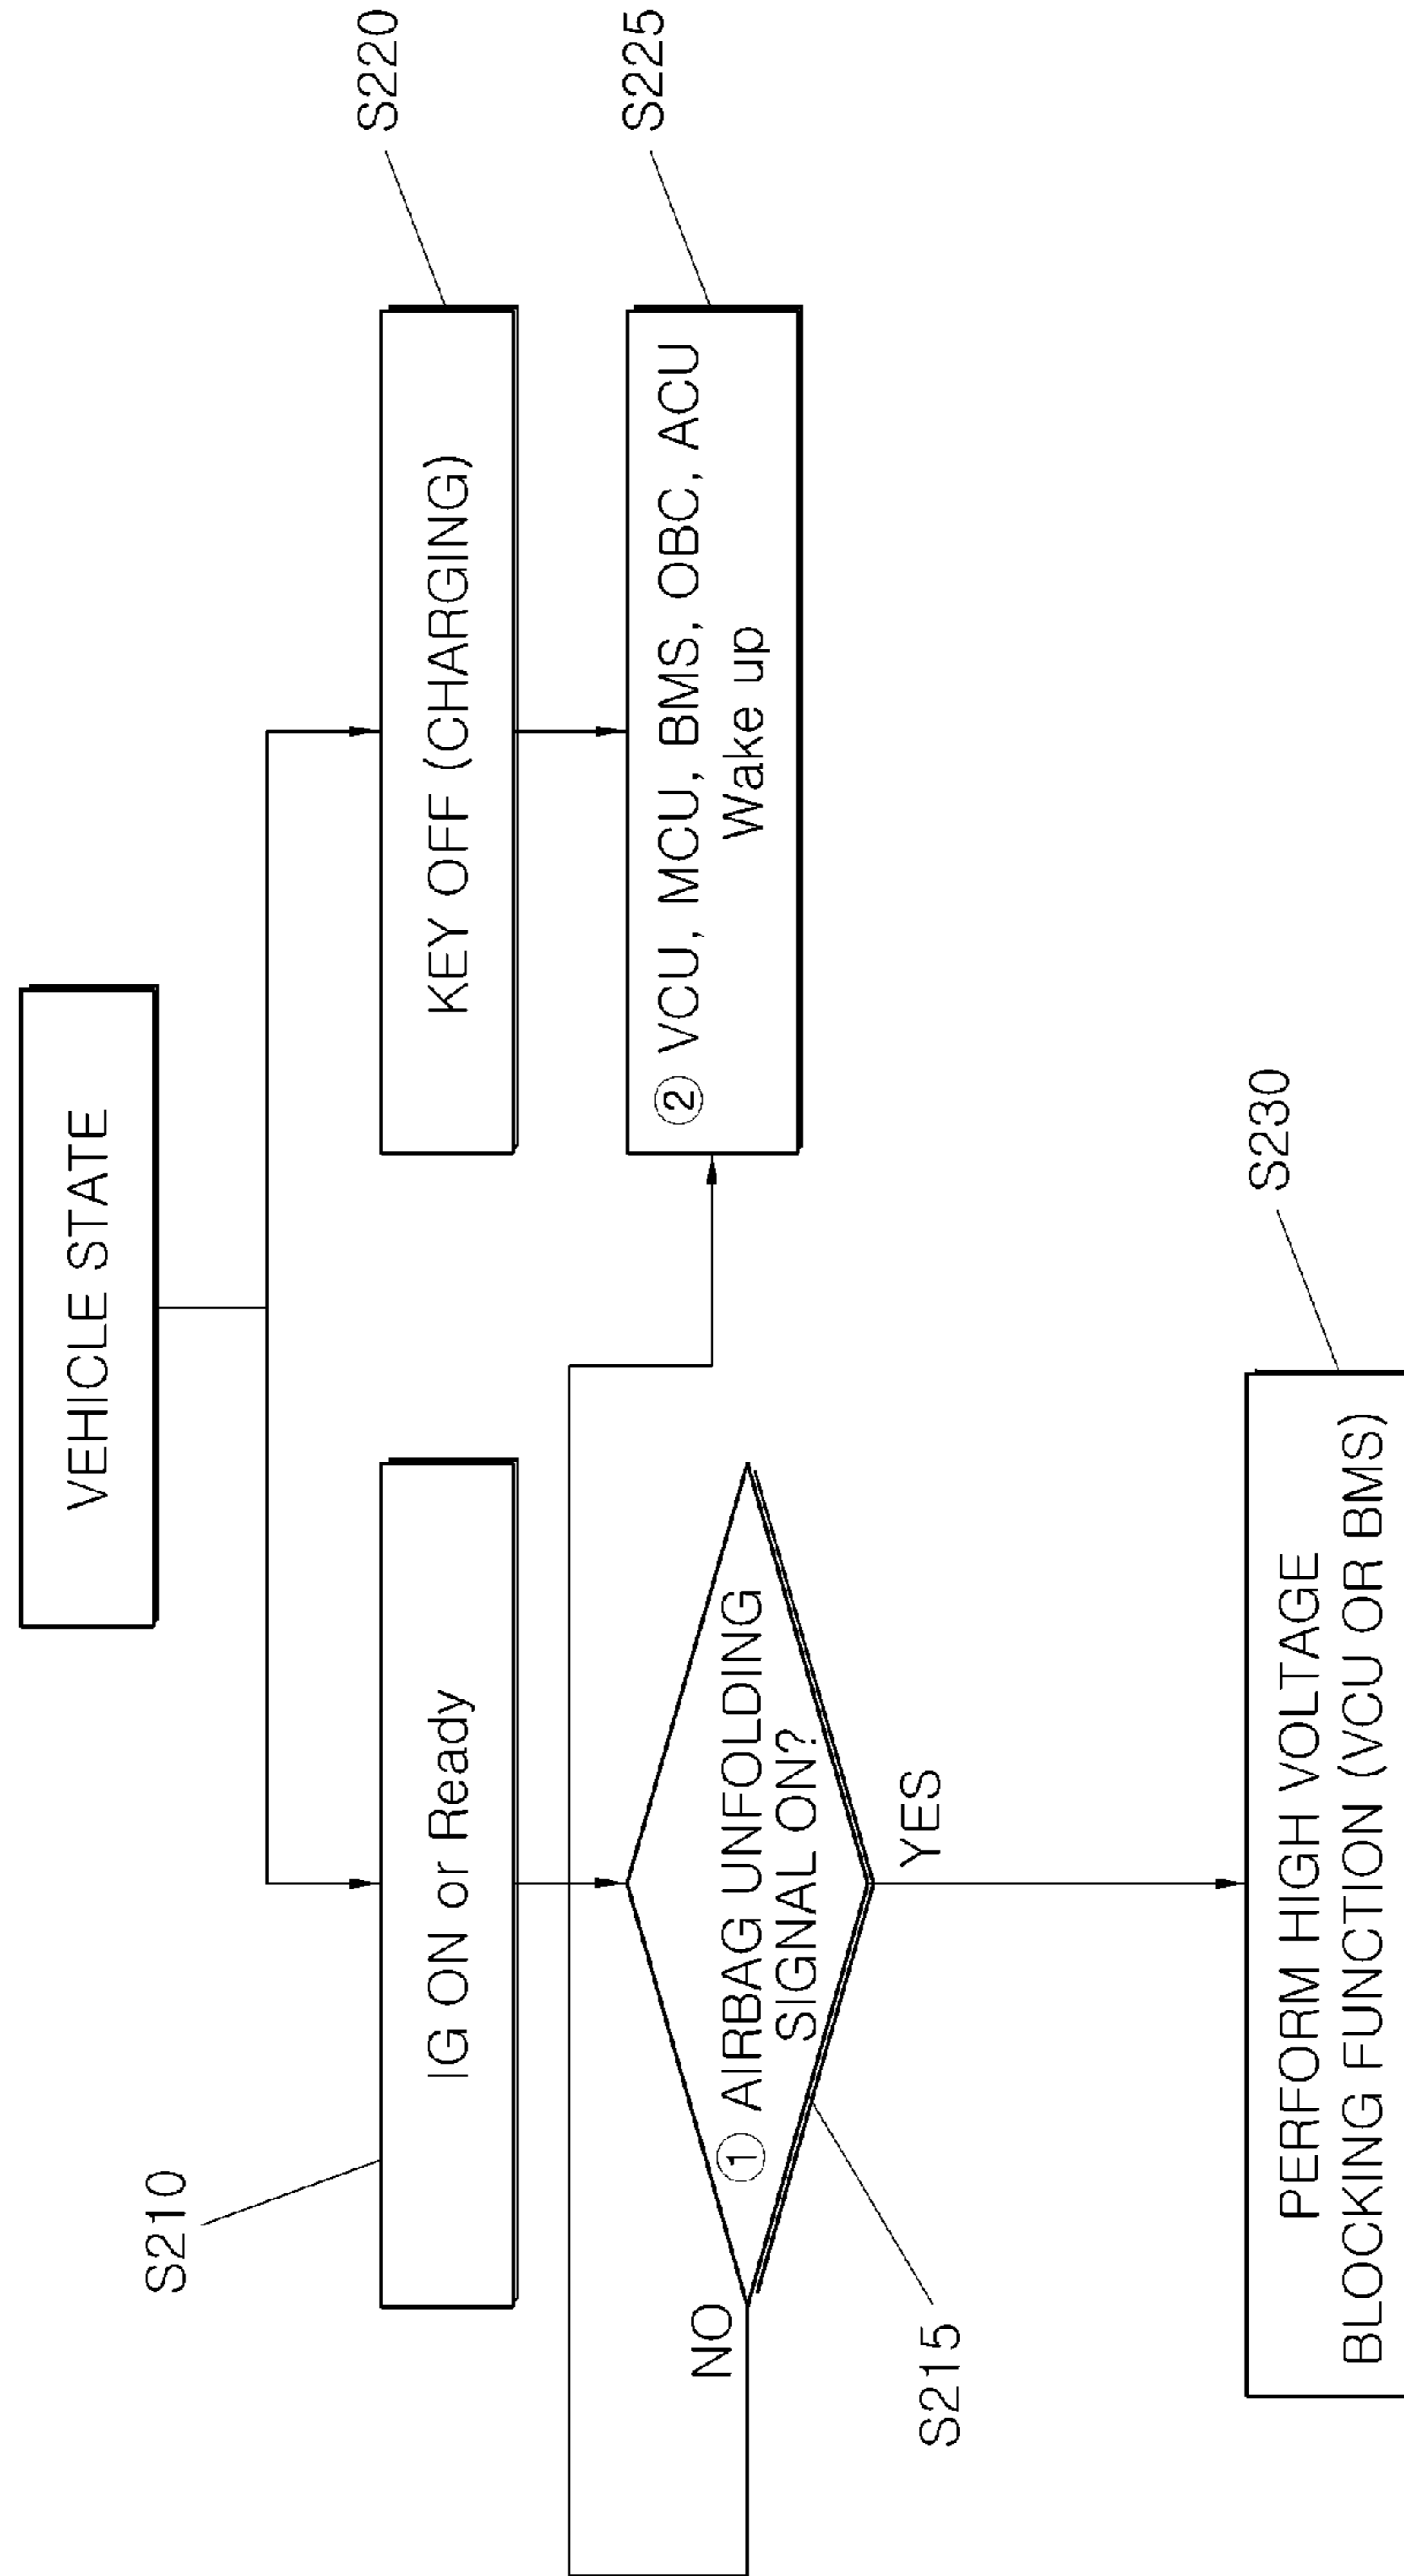 VEHICLE STATE
S210
IG ON or Ready
KEY OFF (CHARGING)
S220
NO
① AIRBAG UNFOLDING
SIGNAL ON?
S215
YES
② VCU, MCU, BMS, OBC, ACU
Wake up
S225
PERFORM HIGH VOLTAGE
BLOCKING FUNCTION (VCU OR BMS)
S230